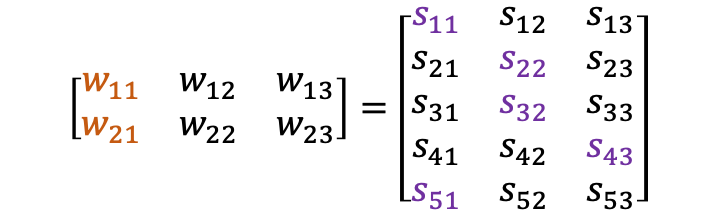 s₁₁ s₁₂ s₁₃
w₁₁ w₁₂ w₁₃ s₂₁ s₂₂ s₂₃
= s₃₁ s₃₂ s₃₃
w₂₁ w₂₂ w₂₃ s₄₁ s₄₂ s₄₃
s₅₁ s₅₂ s₅₃